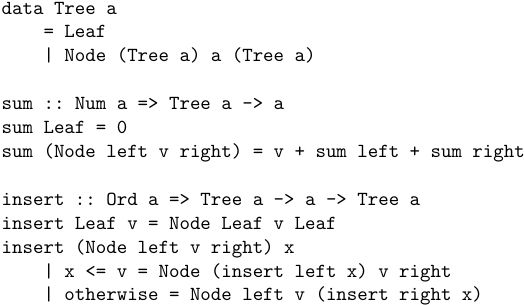 data Tree a
    = Leaf
    | Node (Tree a) a (Tree a)

sum :: Num a => Tree a -> a
sum Leaf = 0
sum (Node left v right) = v + sum left + sum right

insert :: Ord a => Tree a -> a -> Tree a
insert Leaf v = Node Leaf v Leaf
insert (Node left v right) x
    | x <= v = Node (insert left x) v right
    | otherwise = Node left v (insert right x)